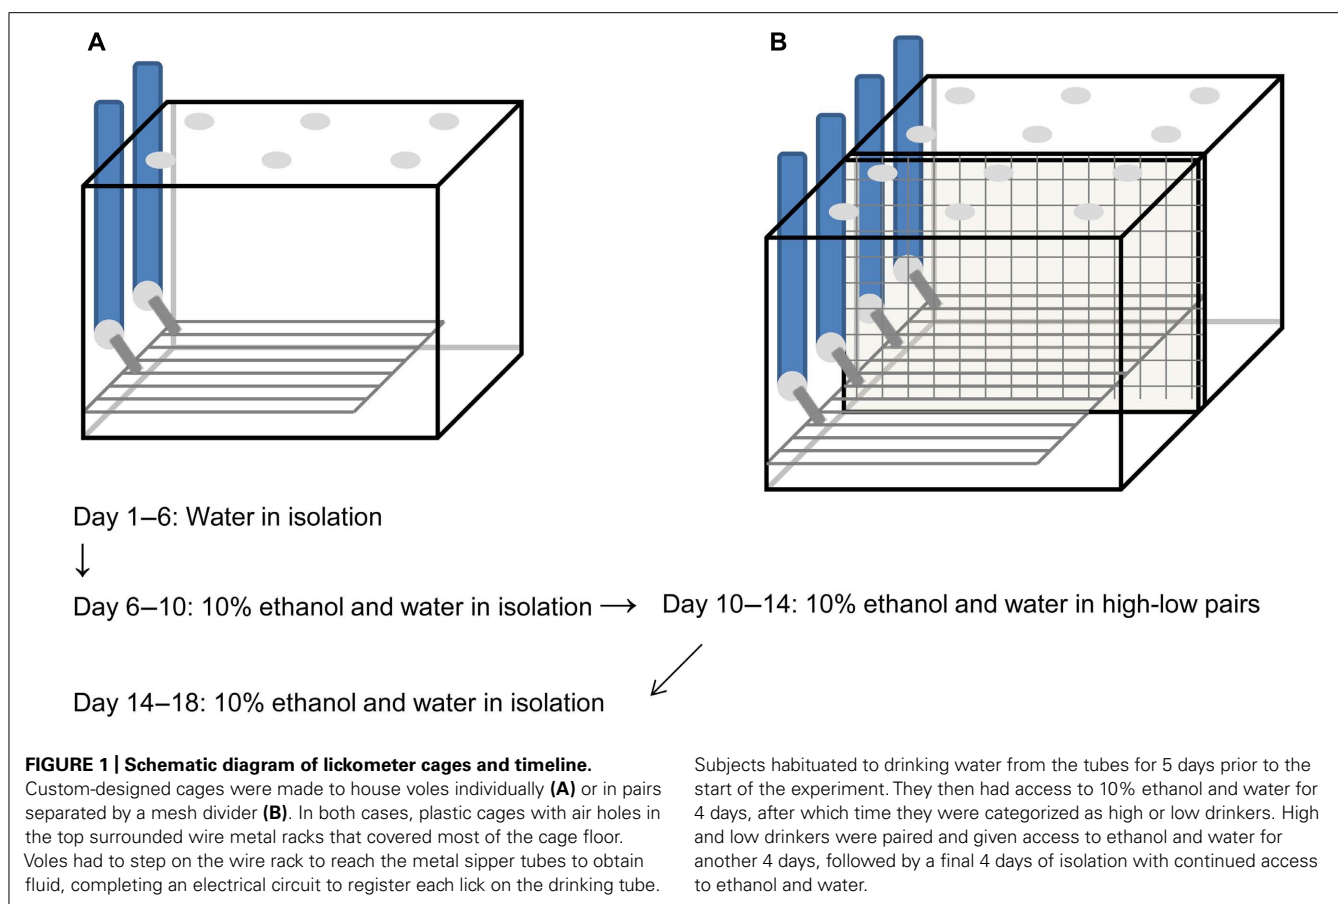 A
B
Day 1–6: Water in isolation
↓
Day 6–10: 10% ethanol and water in isolation → Day 10–14: 10% ethanol and water in high-low pairs
↙
Day 14–18: 10% ethanol and water in isolation
FIGURE 1 | Schematic diagram of lickometer cages and timeline.
Custom-designed cages were made to house voles individually (A) or in pairs
separated by a mesh divider (B). In both cases, plastic cages with air holes in
the top surrounded wire metal racks that covered most of the cage floor.
Voles had to step on the wire rack to reach the metal sipper tubes to obtain
fluid, completing an electrical circuit to register each lick on the drinking tube.
Subjects habituated to drinking water from the tubes for 5 days prior to the
start of the experiment. They then had access to 10% ethanol and water for
4 days, after which time they were categorized as high or low drinkers. High
and low drinkers were paired and given access to ethanol and water for
another 4 days, followed by a final 4 days of isolation with continued access
to ethanol and water.